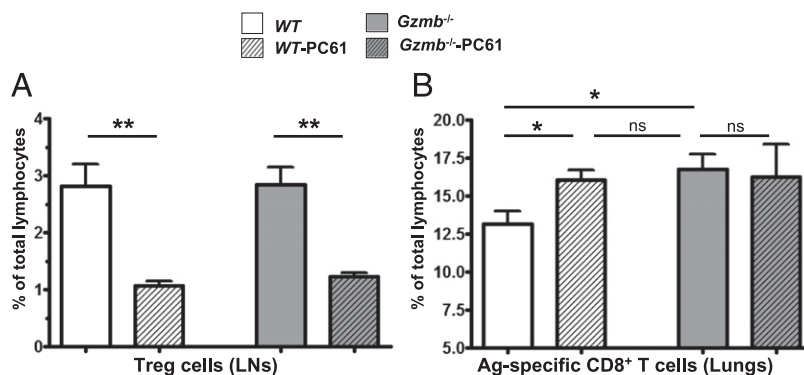 WT
Gzmb-/-
WT-PC61
Gzmb-/--PC61
A
% of total lymphocytes
4
3
2
1
0
**
**
Treg cells (LNs)
B
% of total lymphocytes
20.0
17.5
15.0
12.5
10.0
7.5
5.0
*
*
ns
ns
Ag-specific CD8+ T cells (Lungs)